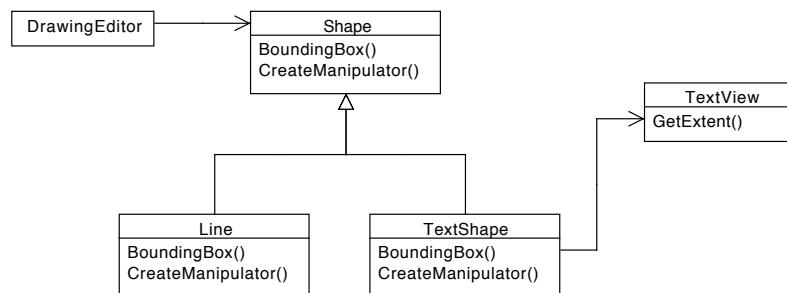 DrawingEditor
Shape
BoundingBox()
CreateManipulator()
TextView
GetExtent()
Line
BoundingBox()
CreateManipulator()
TextShape
BoundingBox()
CreateManipulator()